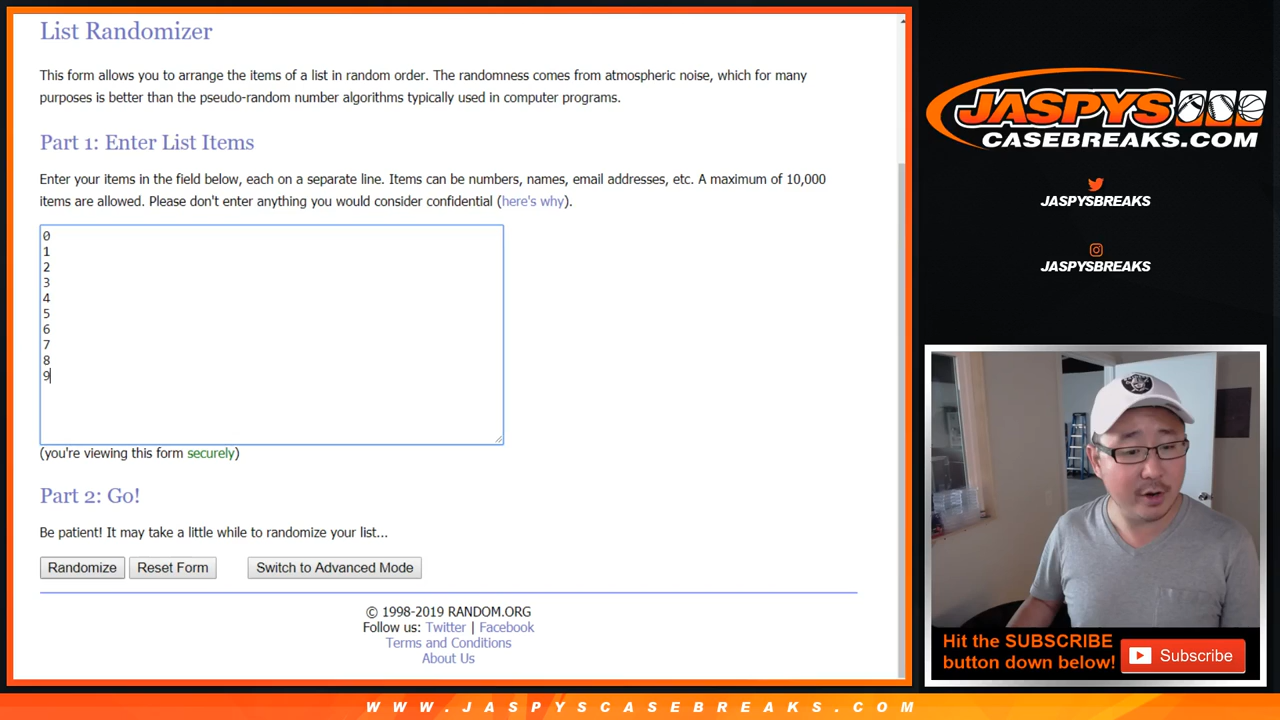 List Randomizer
This form allows you to arrange the items of a list in random order. The randomness comes from atmospheric noise, which for many
purposes is better than the pseudo-random number algorithms typically used in computer programs.
Part 1: Enter List Items
Enter your items in the field below, each on a separate line. Items can be numbers, names, email addresses, etc. A maximum of 10,000
items are allowed. Please don't enter anything you would consider confidential (here's why).
0
1
2
3
4
5
6
7
8
9
(you're viewing this form securely)
Part 2: Go!
Be patient! It may take a little while to randomize your list...
Randomize Reset Form Switch to Advanced Mode
© 1998-2019 RANDOM.ORG
Follow us: Twitter | Facebook
Terms and Conditions
About Us
JASPYS
CASEBREAKS.COM
JASPYSBREAKS
JASPYSBREAKS
Hit the SUBSCRIBE
button down below!
Subscribe
WWW.JASPYSCASEBREAKS.COM